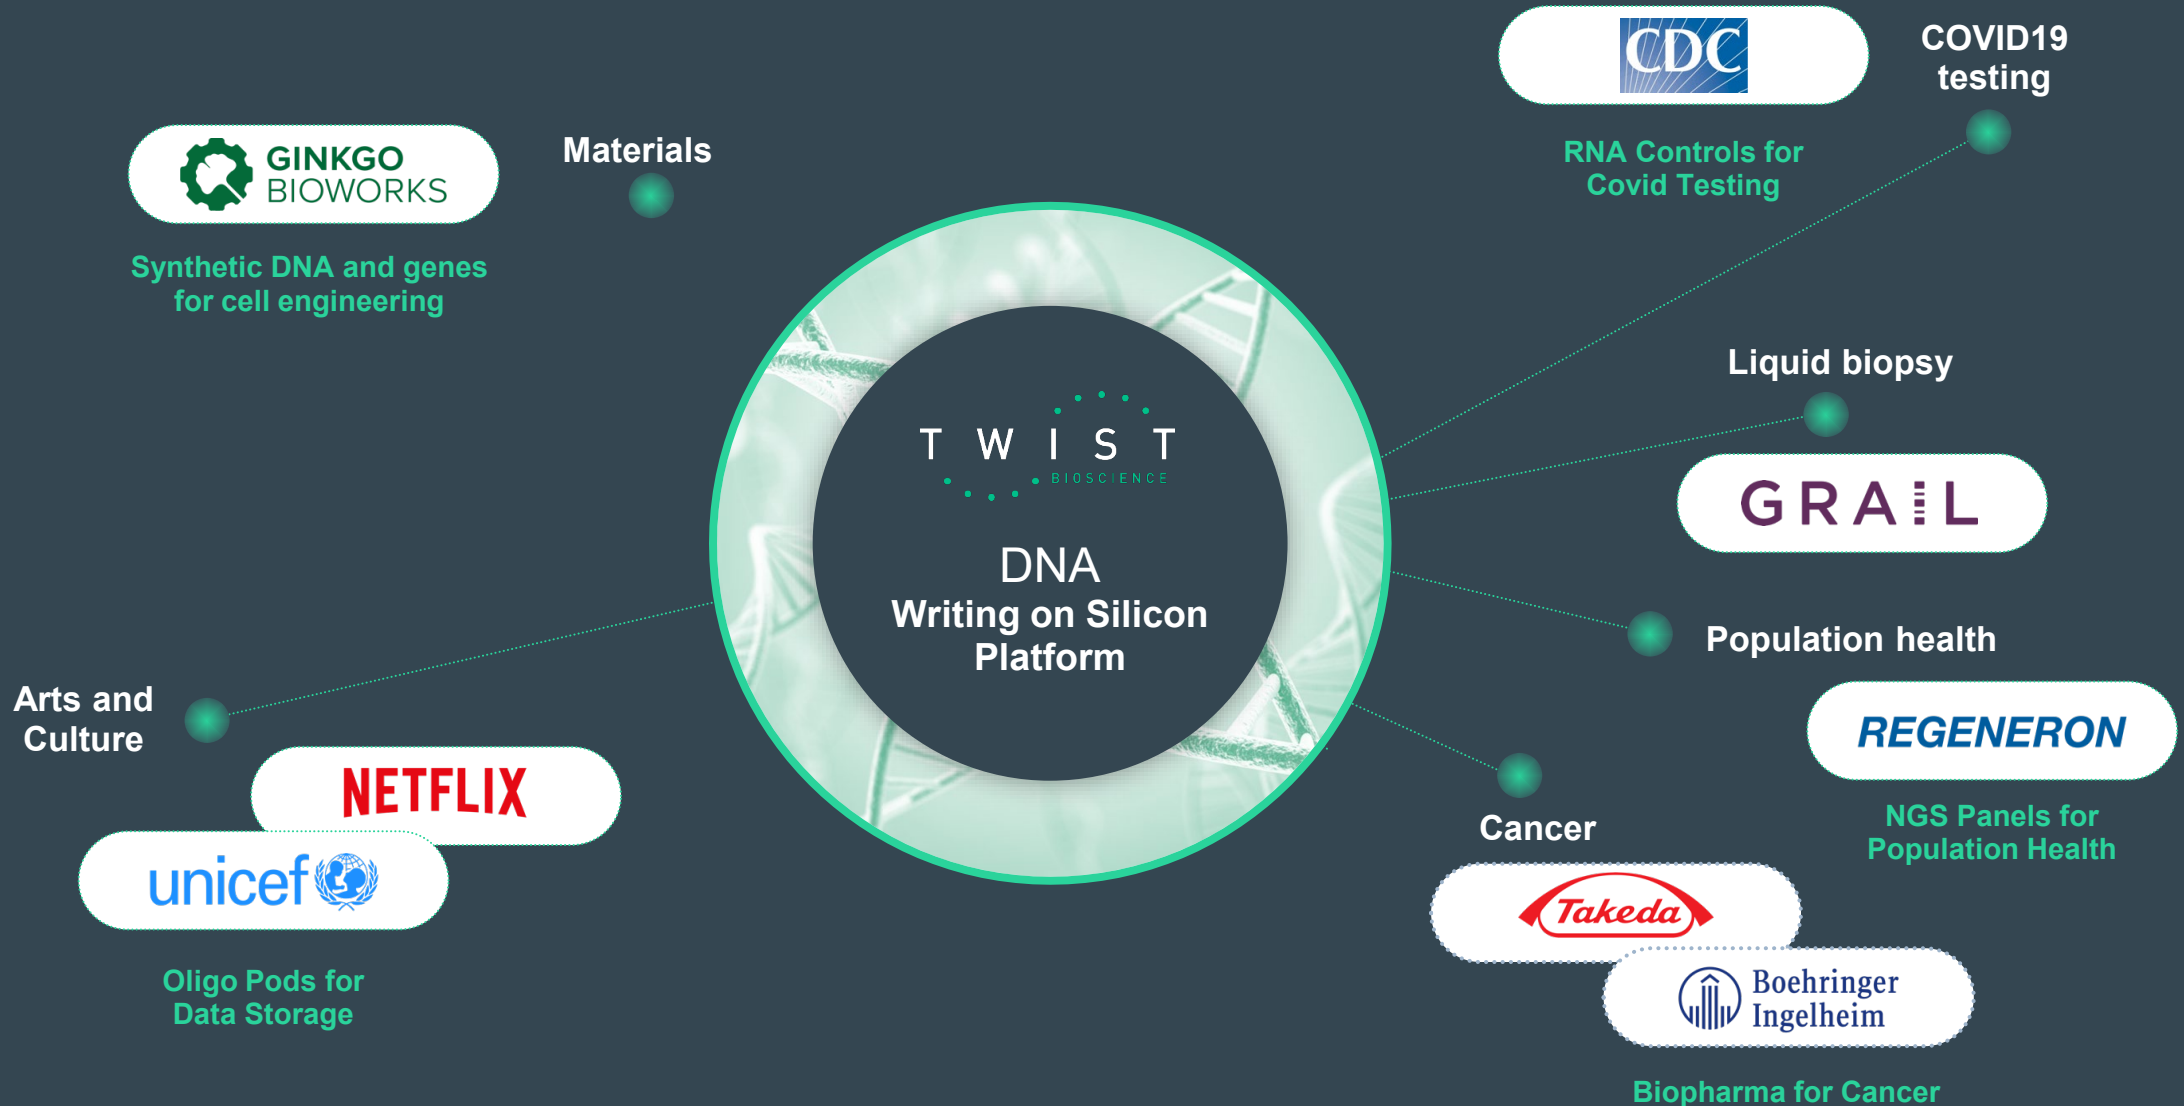 Materials
GINKGO
BIOWORKS
Synthetic DNA and genes
for cell engineering
CDC
COVID19
testing
RNA Controls for
Covid Testing
Liquid biopsy
GRAIL
TWIST
BIOSCIENCE
DNA
Writing on Silicon
Platform
Population health
REGENERON
NGS Panels for
Population Health
Arts and
Culture
NETFLIX
unicef
Oligo Pods for
Data Storage
Cancer
Takeda
Boehringer
Ingelheim
Biopharma for Cancer